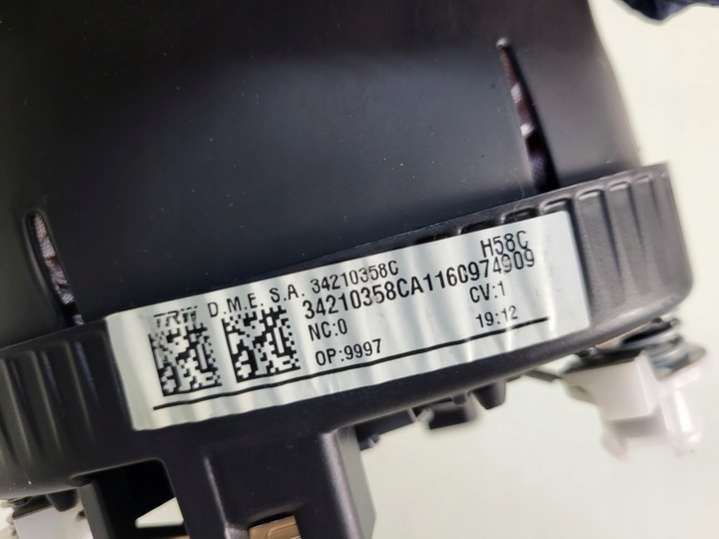 TRW D.M.E. S.A. 34210358C H58C
34210358CA1160974909
NC:0 CV:1
OP:9997 19:12